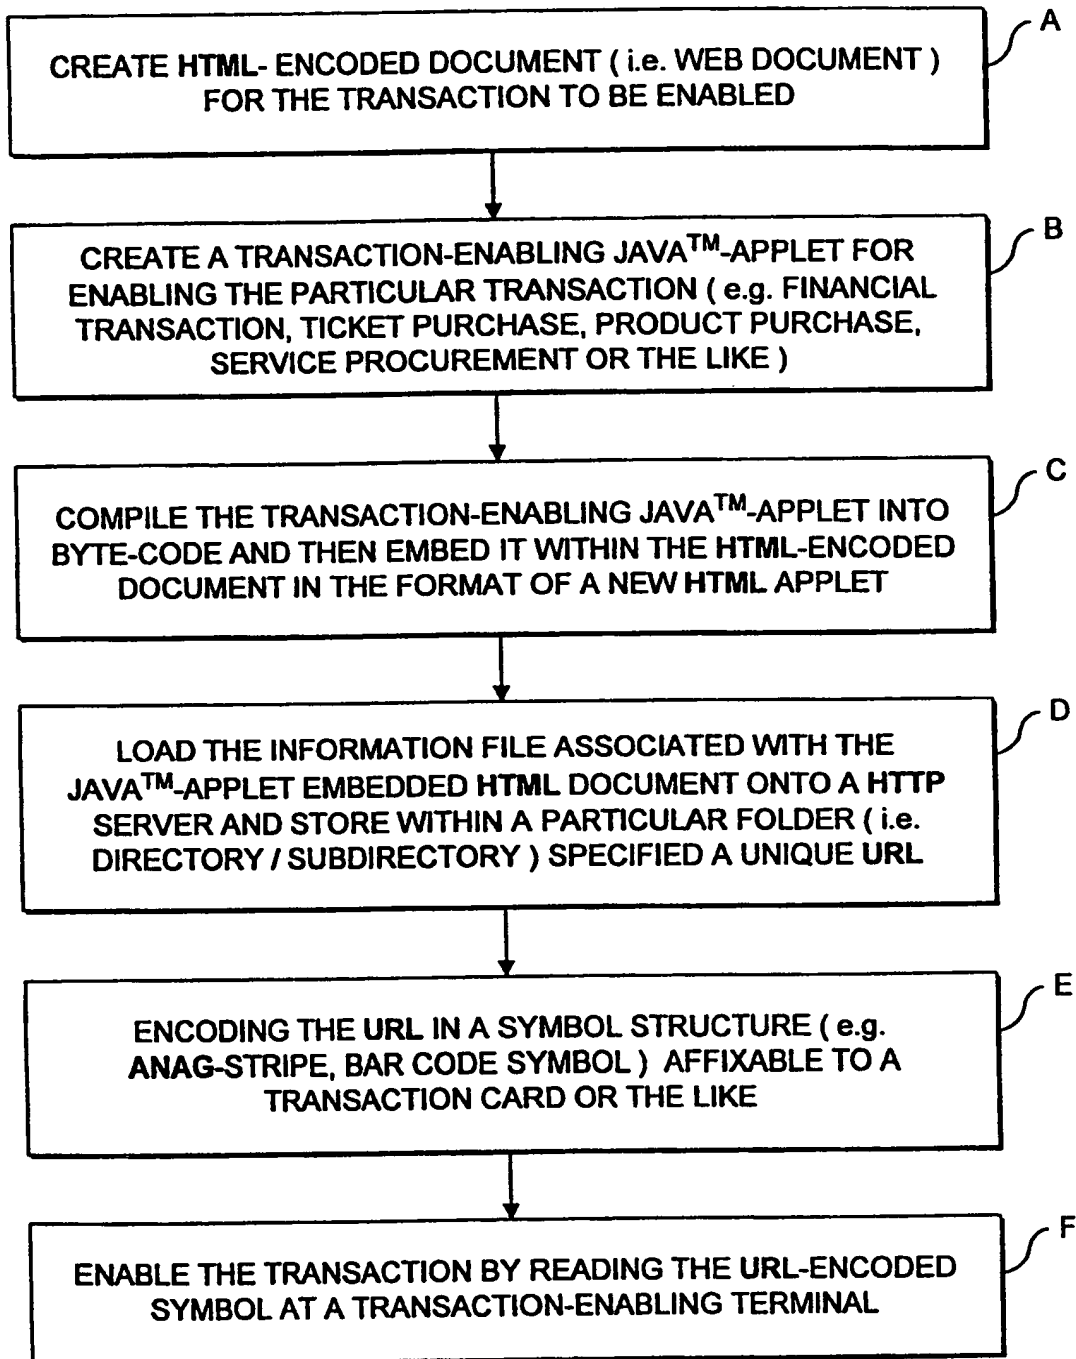 A
CREATE HTML- ENCODED DOCUMENT ( i.e. WEB DOCUMENT )
FOR THE TRANSACTION TO BE ENABLED
B
CREATE A TRANSACTION-ENABLING JAVA™-APPLET FOR
ENABLING THE PARTICULAR TRANSACTION ( e.g. FINANCIAL
TRANSACTION, TICKET PURCHASE, PRODUCT PURCHASE,
SERVICE PROCUREMENT OR THE LIKE )
C
COMPILE THE TRANSACTION-ENABLING JAVA™-APPLET INTO
BYTE-CODE AND THEN EMBED IT WITHIN THE HTML-ENCODED
DOCUMENT IN THE FORMAT OF A NEW HTML APPLET
D
LOAD THE INFORMATION FILE ASSOCIATED WITH THE
JAVA™-APPLET EMBEDDED HTML DOCUMENT ONTO A HTTP
SERVER AND STORE WITHIN A PARTICULAR FOLDER ( i.e.
DIRECTORY / SUBDIRECTORY ) SPECIFIED A UNIQUE URL
E
ENCODING THE URL IN A SYMBOL STRUCTURE ( e.g.
ANAG-STRIPE, BAR CODE SYMBOL ) AFFIXABLE TO A
TRANSACTION CARD OR THE LIKE
F
ENABLE THE TRANSACTION BY READING THE URL-ENCODED
SYMBOL AT A TRANSACTION-ENABLING TERMINAL